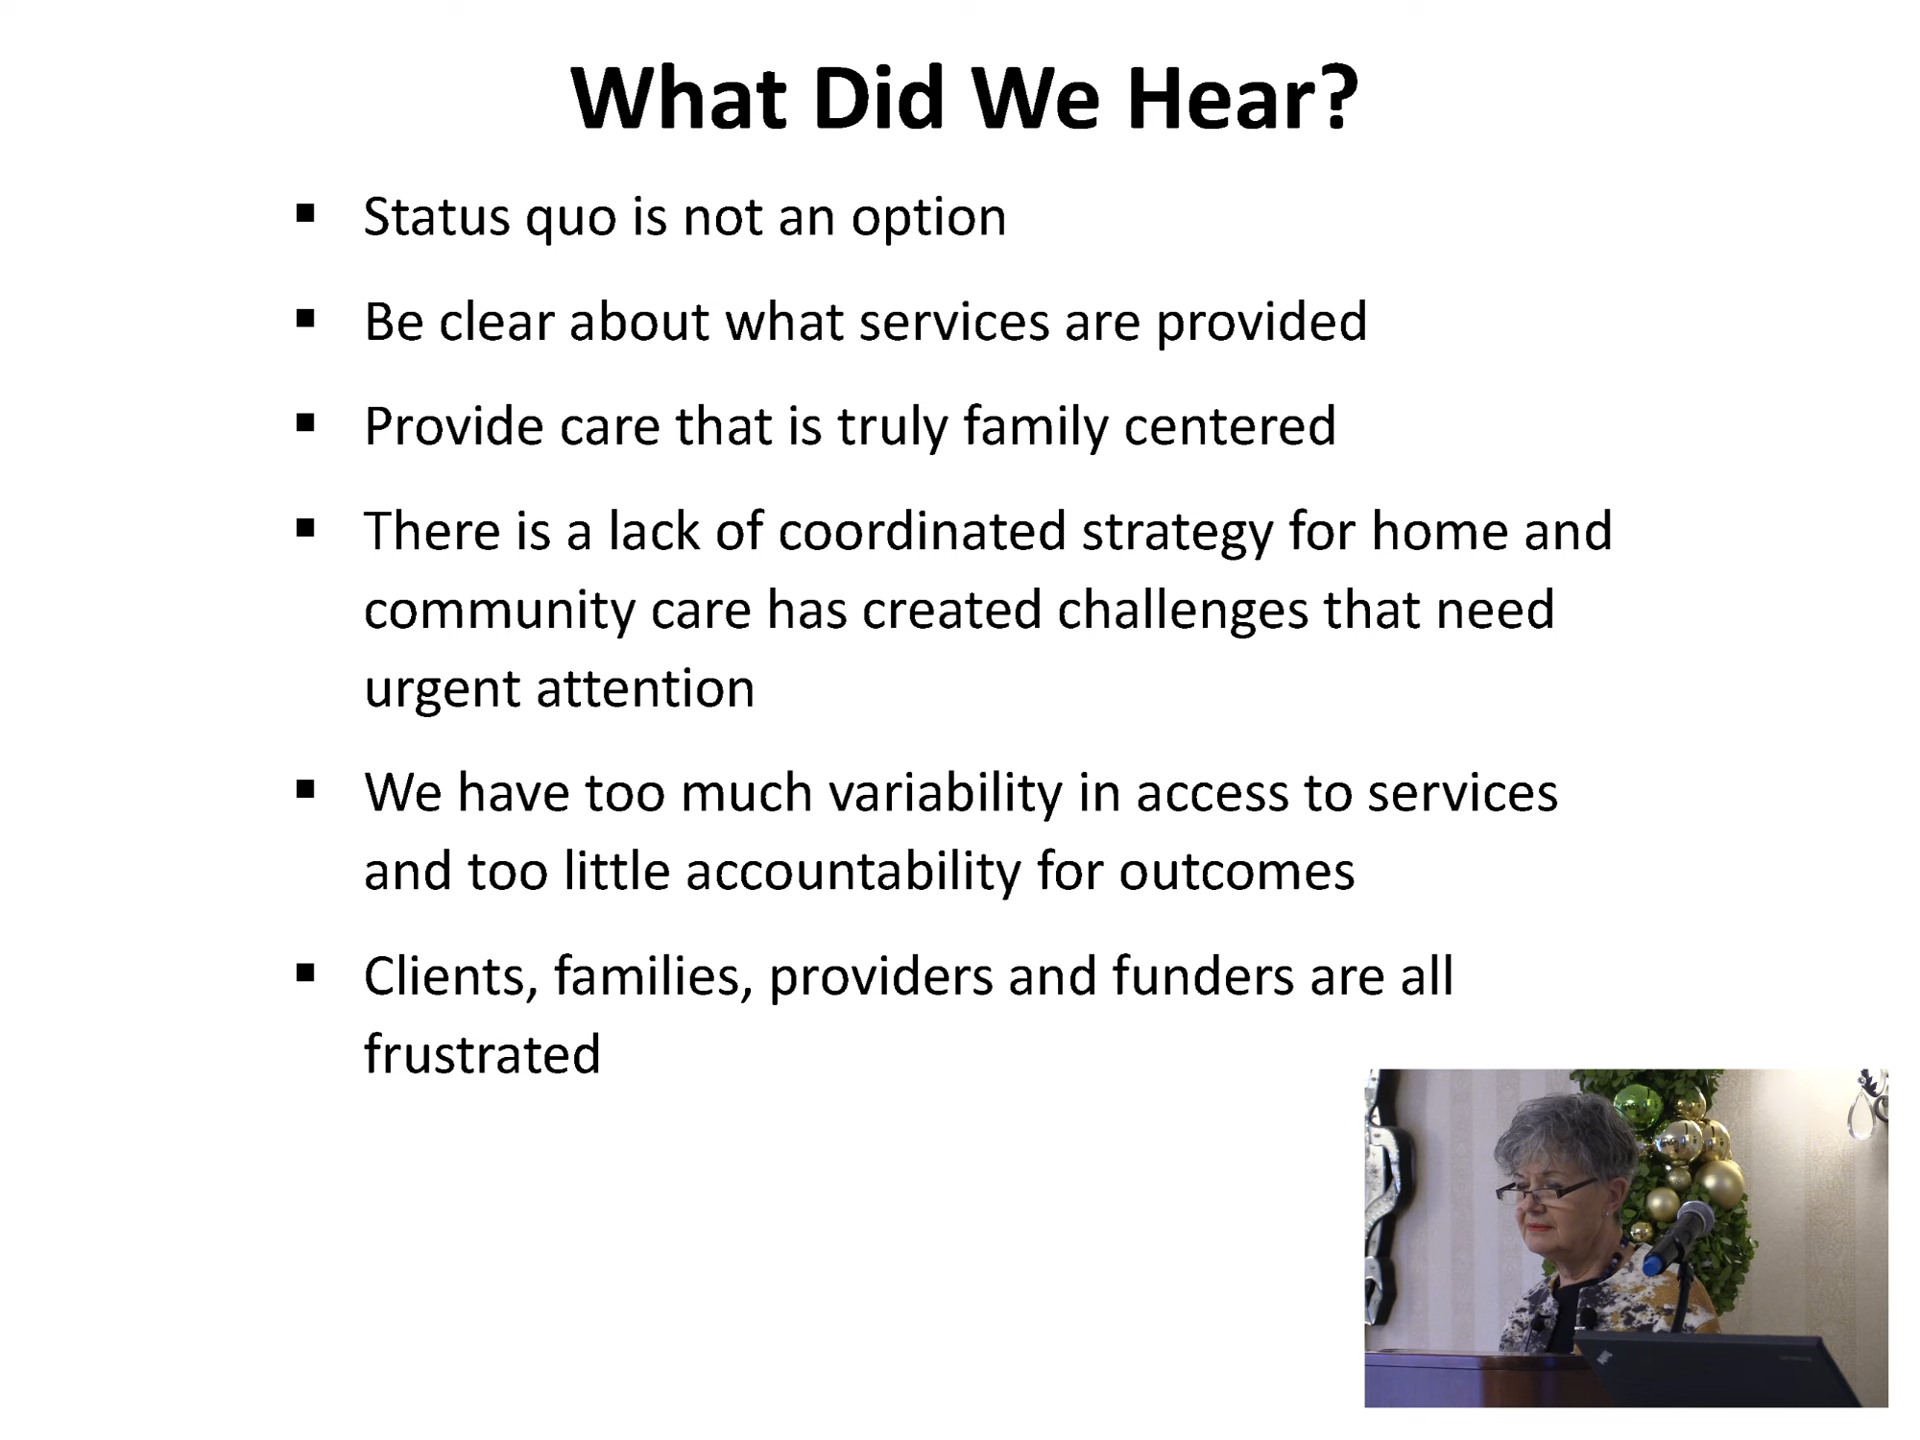 What Did We Hear?
▪ Status quo is not an option
▪ Be clear about what services are provided
▪ Provide care that is truly family centered
▪ There is a lack of coordinated strategy for home and
community care has created challenges that need
urgent attention
▪ We have too much variability in access to services
and too little accountability for outcomes
▪ Clients, families, providers and funders are all
frustrated